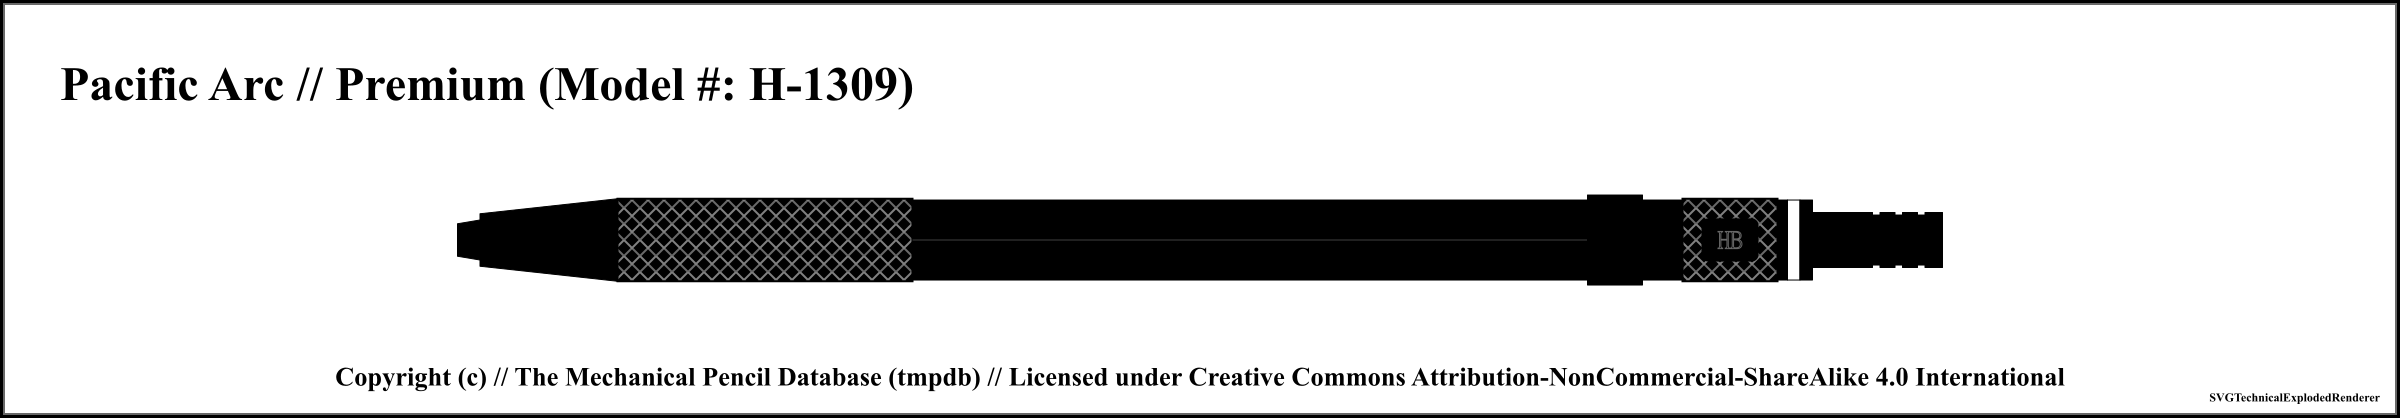 Pacific Arc // Premium (Model #: H-1309)
HB
Copyright (c) // The Mechanical Pencil Database (tmpdb) // Licensed under Creative Commons Attribution-NonCommercial-ShareAlike 4.0 International
SVGTechnicalExplodedRenderer